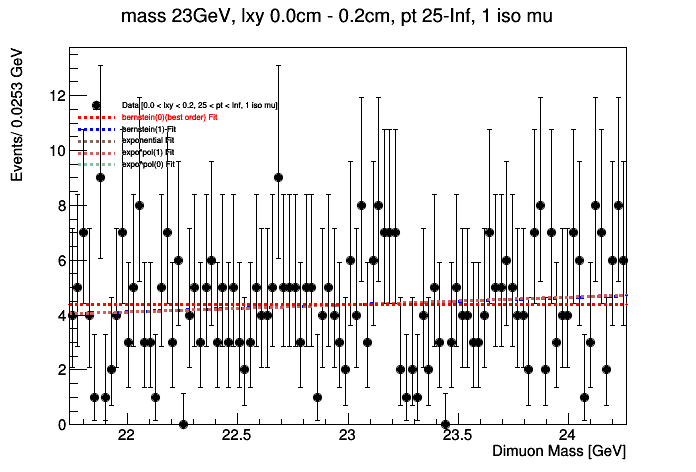 mass 23GeV, lxy 0.0cm - 0.2cm, pt 25-Inf, 1 iso mu
Events/ 0.0253 GeV
Data [0.0 < lxy < 0.2, 25 < pt < Inf, 1 iso mu]
bernstein(0)(best order) Fit
bernstein(1) Fit
exponential Fit
expo*pol(1) Fit
expo*pol(0) Fit
12
10
8
6
4
2
0
22 22.5 23 23.5 24
Dimuon Mass [GeV]